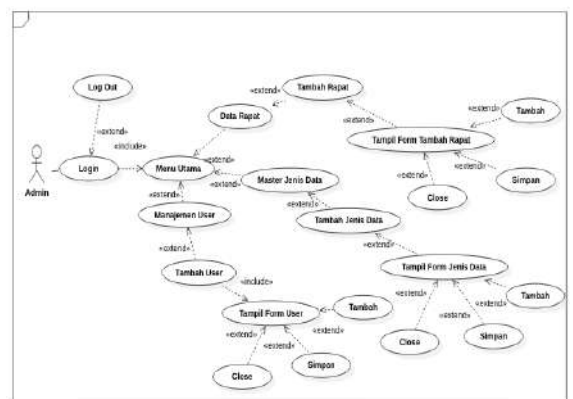 Log Out
«extend»
«include»
Admin
Login
Menu Utama
Data Rapat
«extend»
«extend»
Tambah Rapat
«extend»
Tampil Form Tambah Rapat
«extend»
Tambah
«extend»
Simpan
«extend»
Close
«extend»
Master Jenis Data
«extend»
Tambah Jenis Data
«extend»
Tampil Form Jenis Data
«extend»
Tambah
«extend»
Close
«extend»
Simpan
«extend»
Manajemen User
«extend»
Tambah User
«include»
Tampil Form User
Tambah
«extend»
«extend»
Close
«extend»
Simpan